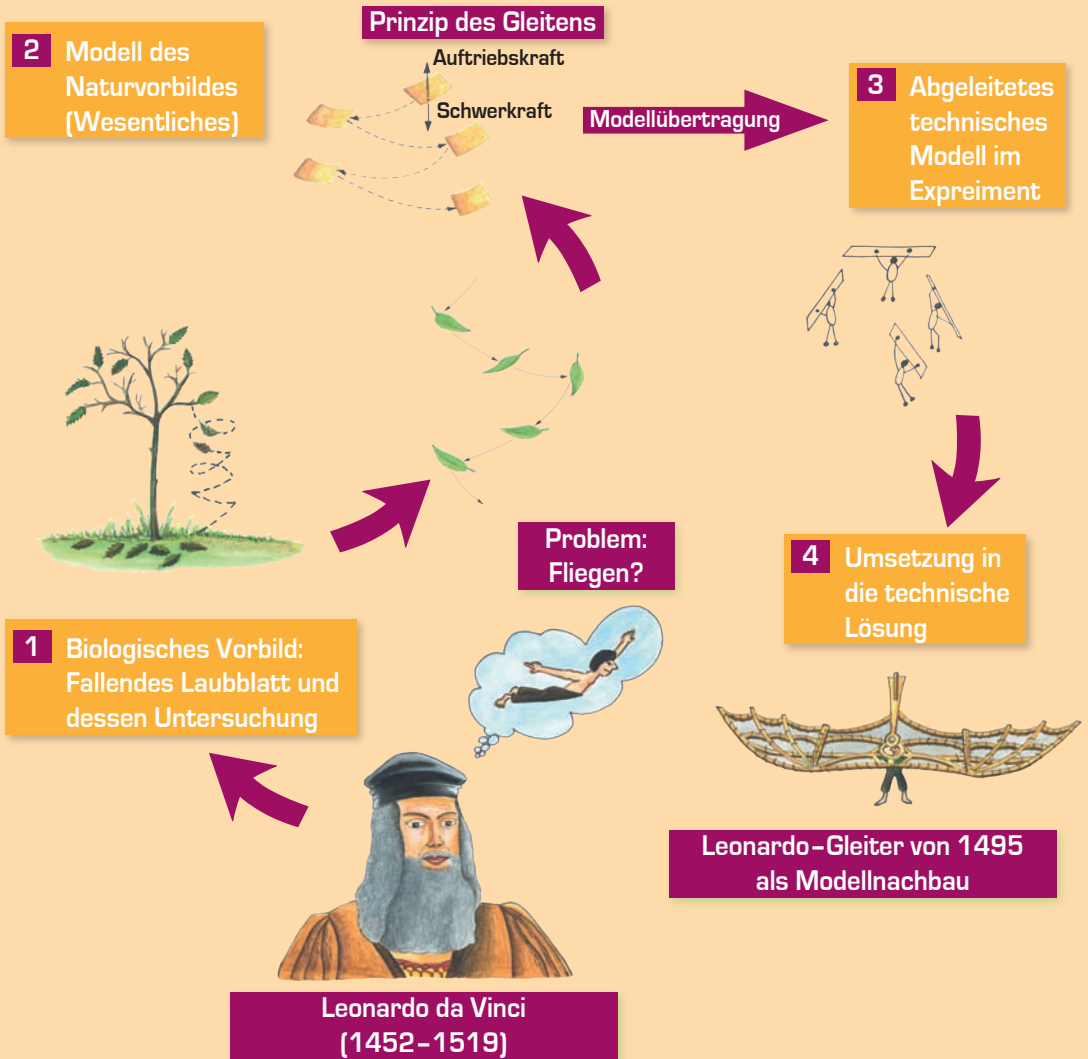 Prinzip des Gleitens
2 Modell des
Naturvorbildes
(Wesentliches)
Auftriebskraft
Schwerkraft
Modellübertragung
3 Abgeleitetes
technisches
Modell im
Expreiment
Problem:
Fliegen?
4 Umsetzung in
die technische
Lösung
1 Biologisches Vorbild:
Fallendes Laubblatt und
dessen Untersuchung
Leonardo-Gleiter von 1495
als Modellnachbau
Leonardo da Vinci
(1452-1519)